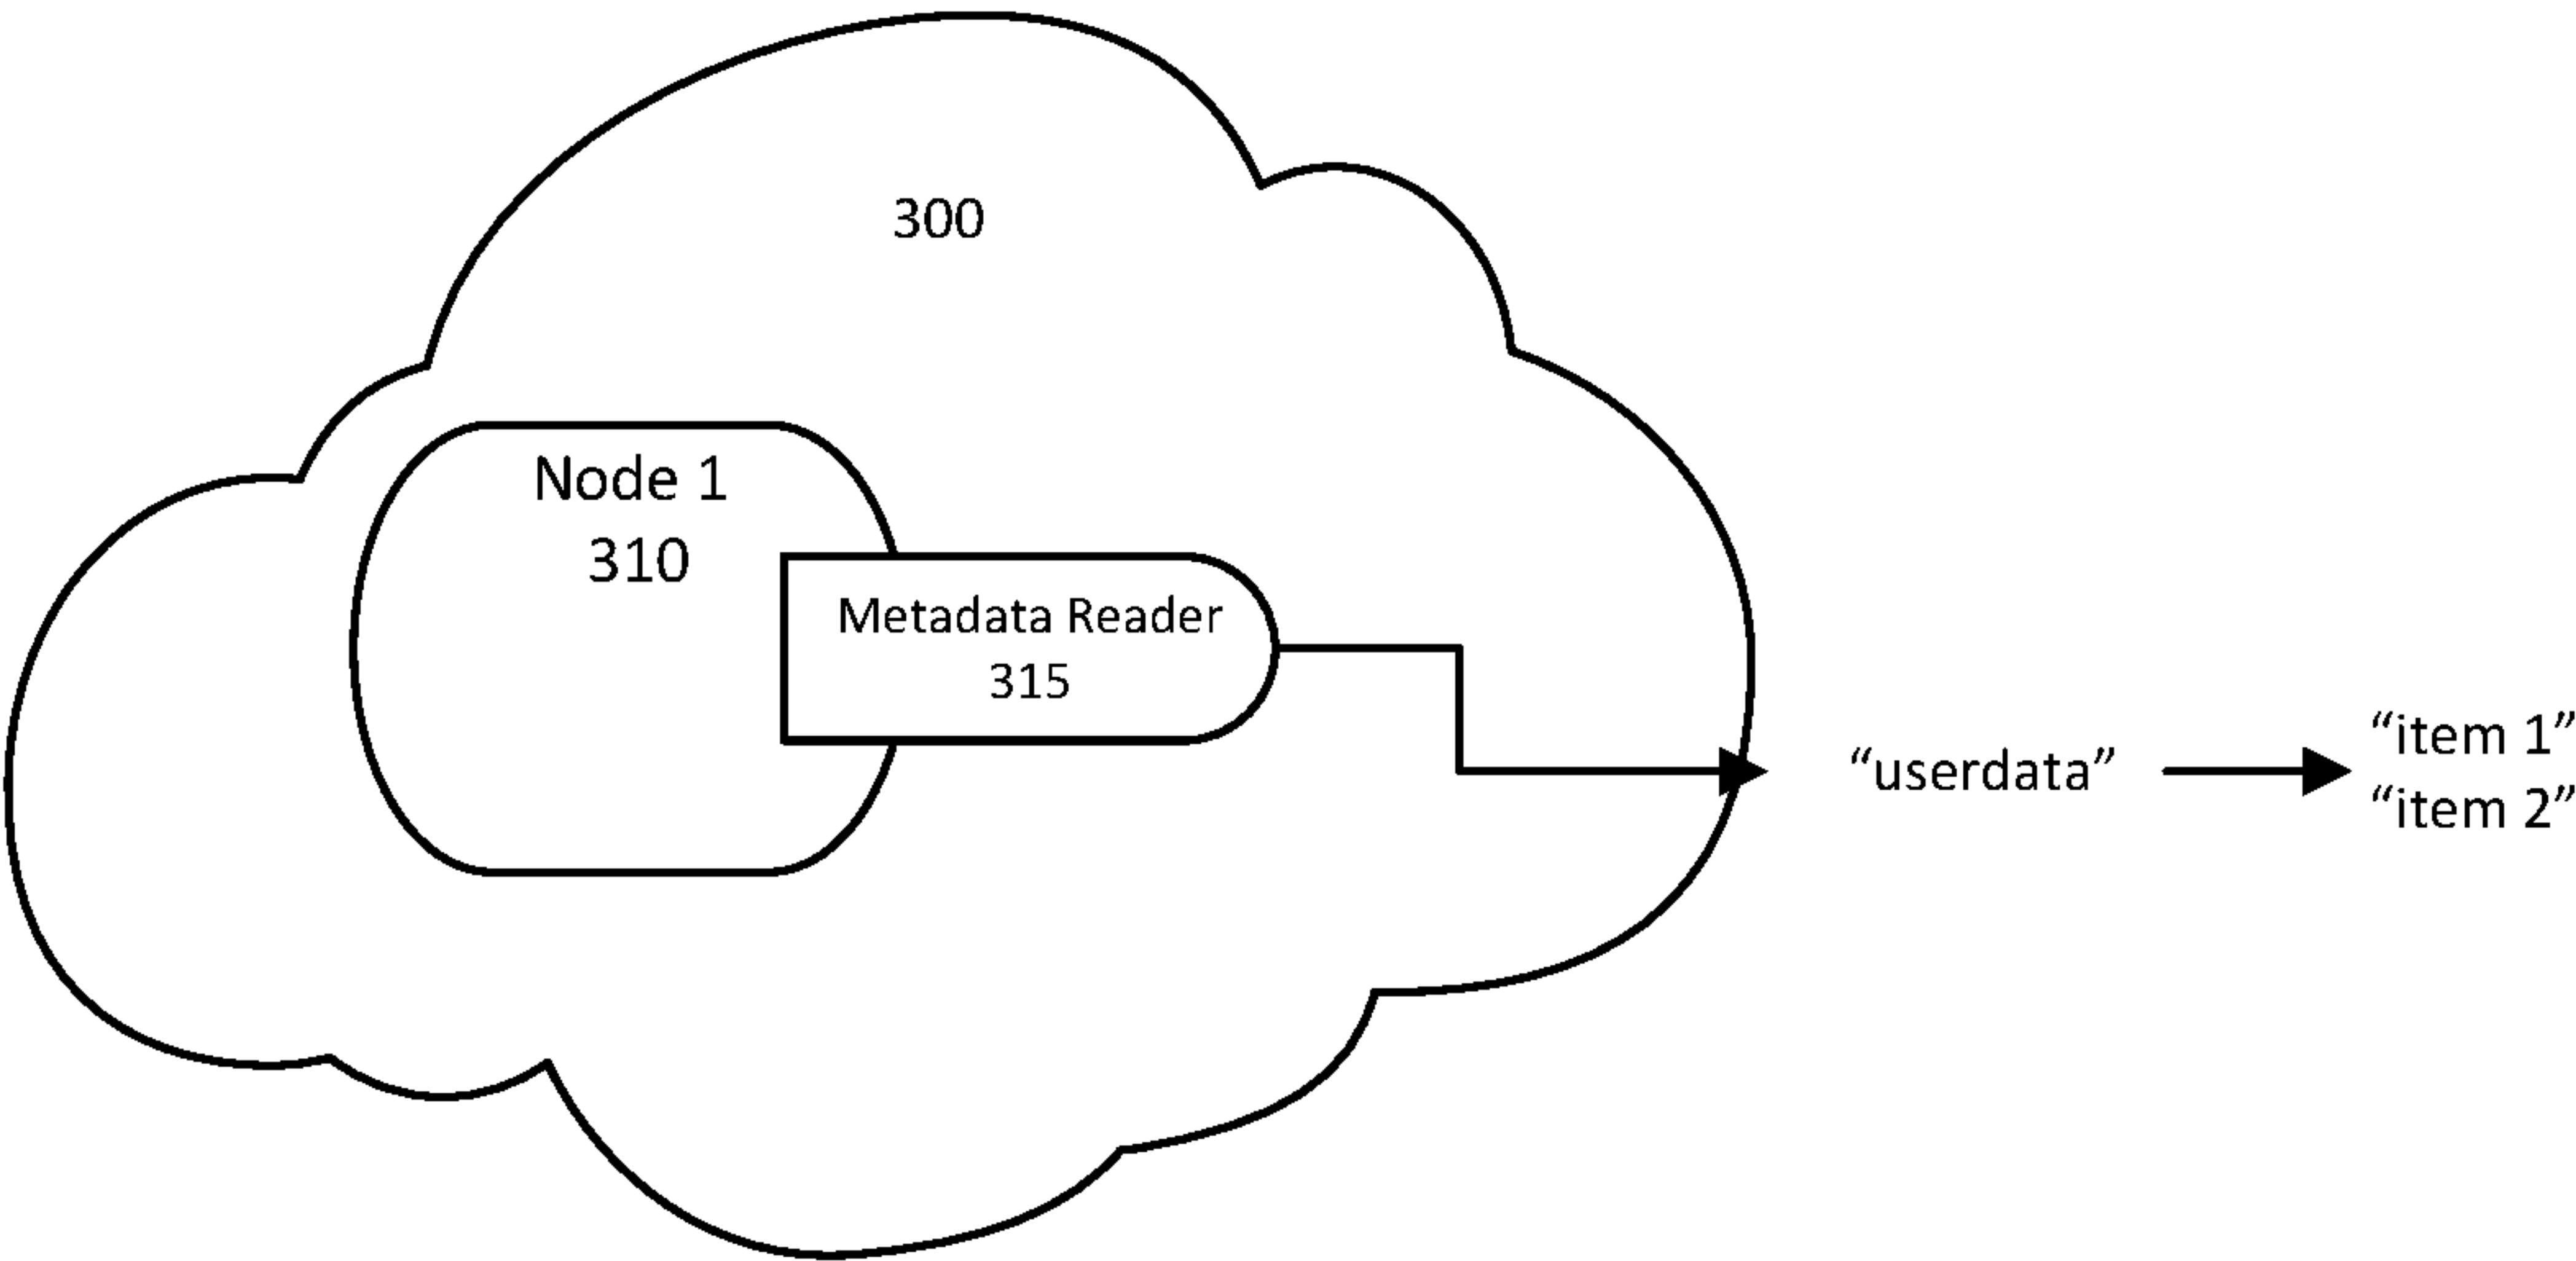 300
Node 1
310
Metadata Reader
315
“userdata”
“item 1”
“item 2”